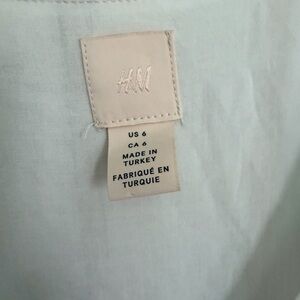 H&M
US 6
CA 6
MADE IN
TURKEY
FABRIQUÉ EN
TURQUIE